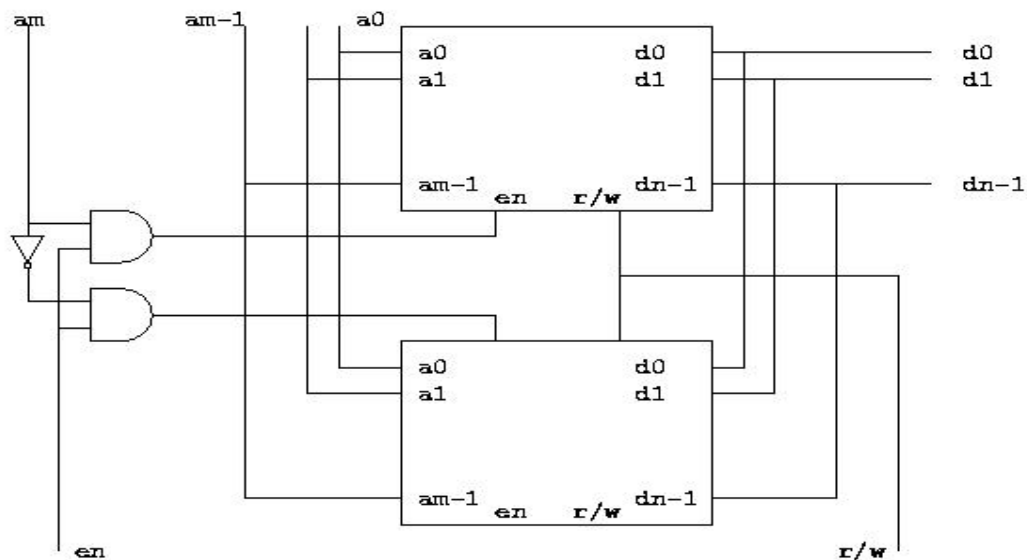 am am-1 a0
a0 d0 d0
a1 d1 d1
am-1 dn-1 dn-1
en r/w
a0 d0
a1 d1
am-1 dn-1
en r/w
en r/w